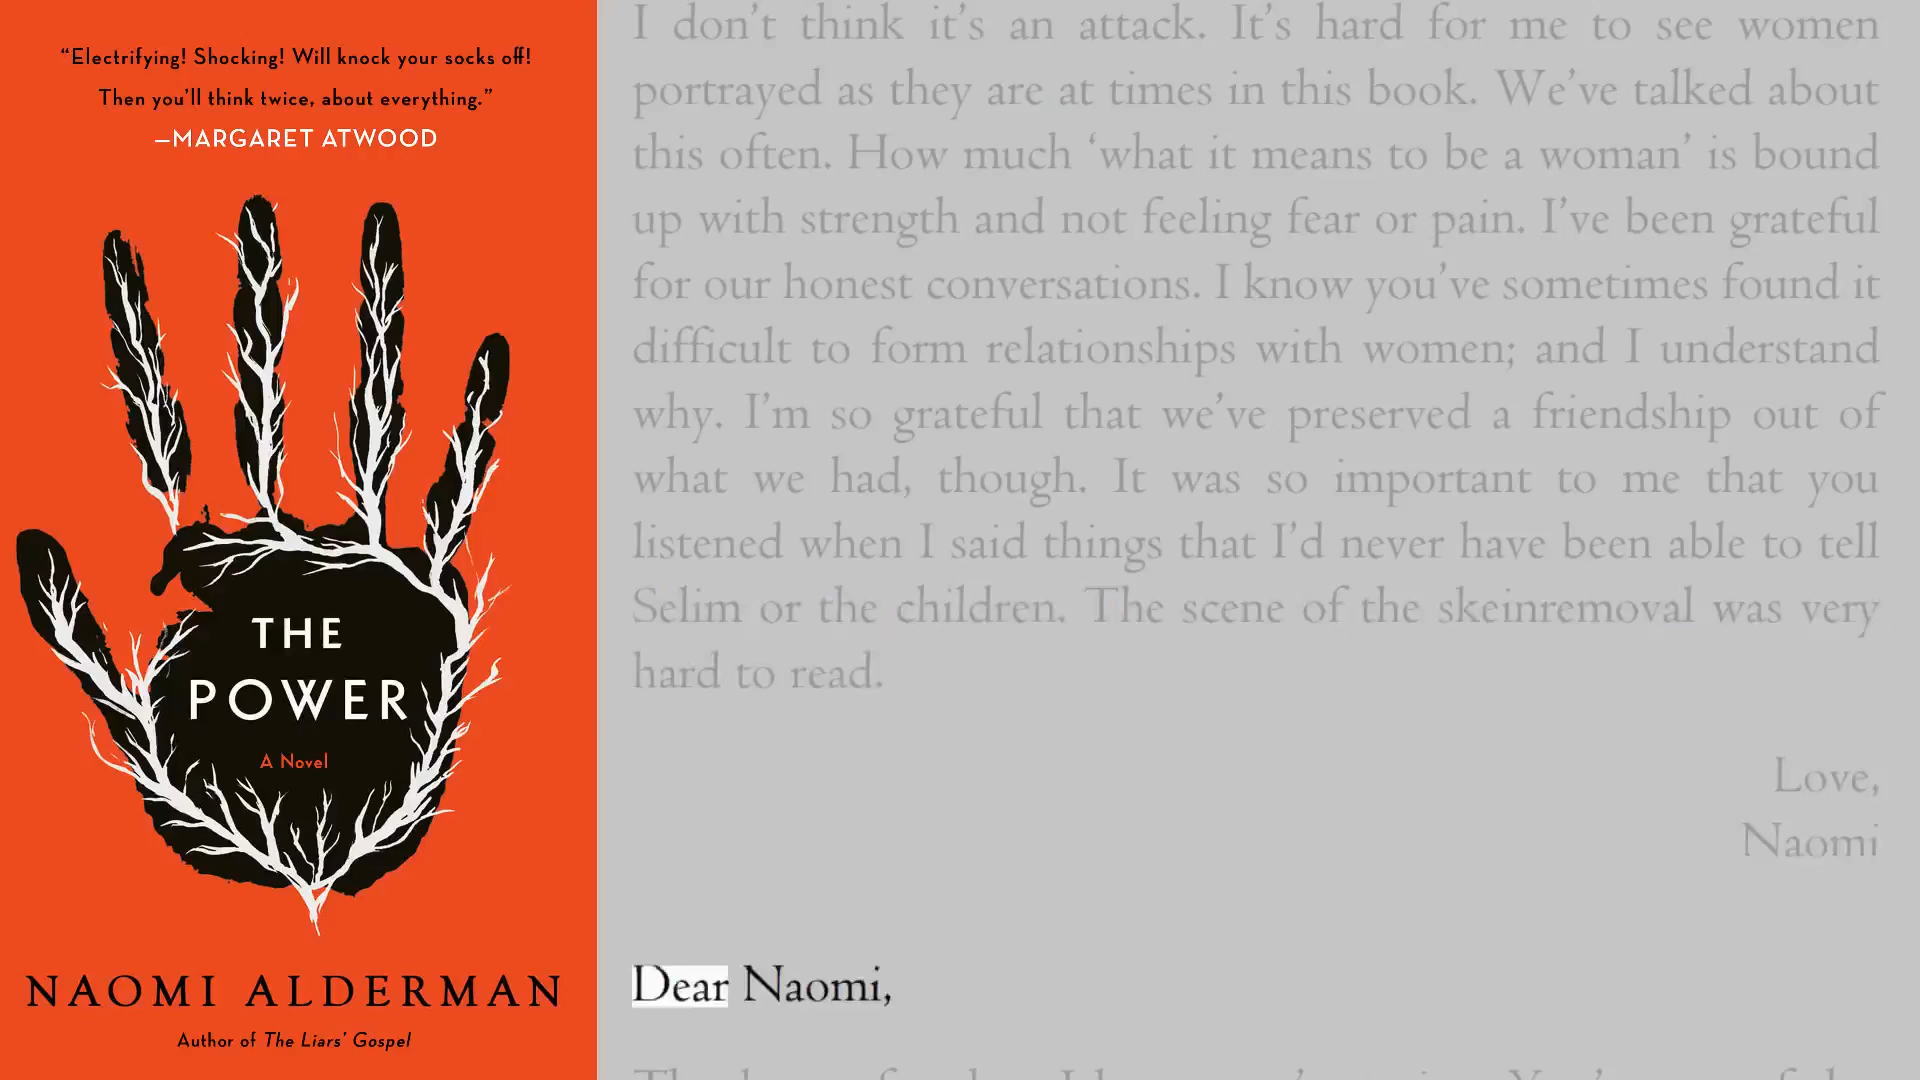 “Electrifying! Shocking! Will knock your socks off!
Then you’ll think twice, about everything.”
—MARGARET ATWOOD
THE
POWER
A Novel
NAOMI ALDERMAN
Author of The Liars’ Gospel
I don’t think it’s an attack. It’s hard for me to see women
portrayed as they are at times in this book. We’ve talked about
this often. How much ‘what it means to be a woman’ is bound
up with strength and not feeling fear or pain. I’ve been grateful
for our honest conversations. I know you’ve sometimes found it
difficult to form relationships with women; and I understand
why. I’m so grateful that we’ve preserved a friendship out of
what we had, though. It was so important to me that you
listened when I said things that I’d never have been able to tell
Selim or the children. The scene of the skeinremoval was very
hard to read.
Love,
Naomi
Dear Naomi,